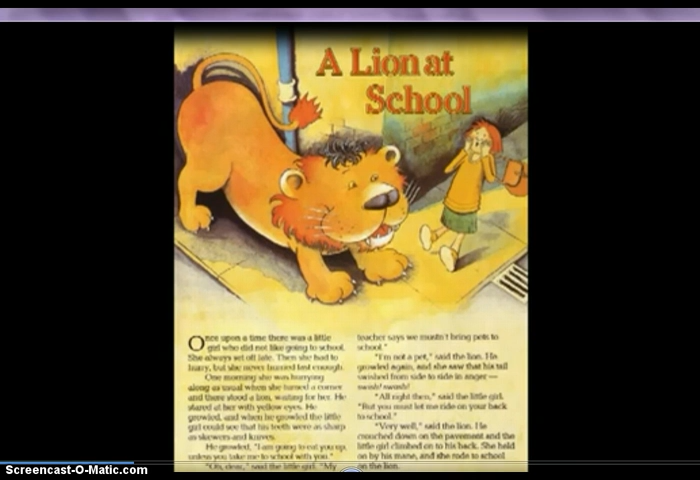 A Lion at
School
Once upon a time there was a little
girl who did not like going to school.
She always set off late. Then she had to
hurry, but she never hurried fast enough.
One morning she was hurrying
along as usual when she turned a corner
and there stood a lion, waiting for her. He
stared at her with yellow eyes. He
growled, and when he growled the little
girl could see that his teeth were as sharp
as skewers and knives.
He growled, "I am going to eat you up,
unless you take me to school with you."
"Oh, dear," said the little girl. "My
teacher says we mustn't bring pets to
school."
"I'm not a pet," said the lion. He
growled again, and she saw that his tail
swished from side to side in anger —
swish! swash!
"All right then," said the little girl.
"But you must let me ride on your back
to school."
"Very well," said the lion. He
crouched down on the pavement and the
little girl climbed on to his back. She held
on by his mane, and she rode to school
on the lion.
Screencast-O-Matic.com